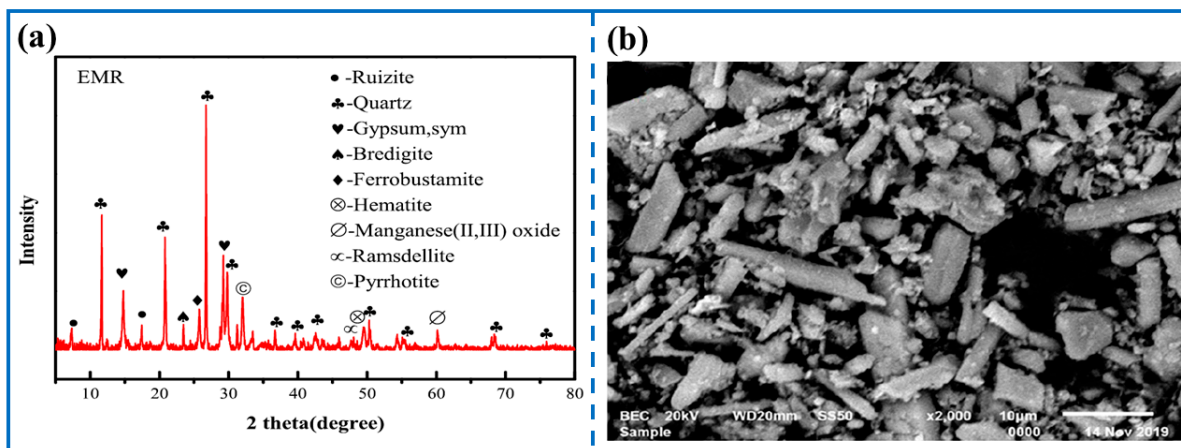 (a)
EMR
●-Ruizite
♣-Quartz
♥-Gypsum,sym
♠-Bredigite
◆-Ferrobustamite
⊗-Hematite
∅-Manganese(II,III) oxide
∝-Ramsdellite
©-Pyrrhotite
Intensity
10 20 30 40 50 60 70 80
2 theta(degree)
(b)
BEC 20kV WD20mm SS50 x2,000 10μm
Sample 0000 14 Nov 2019